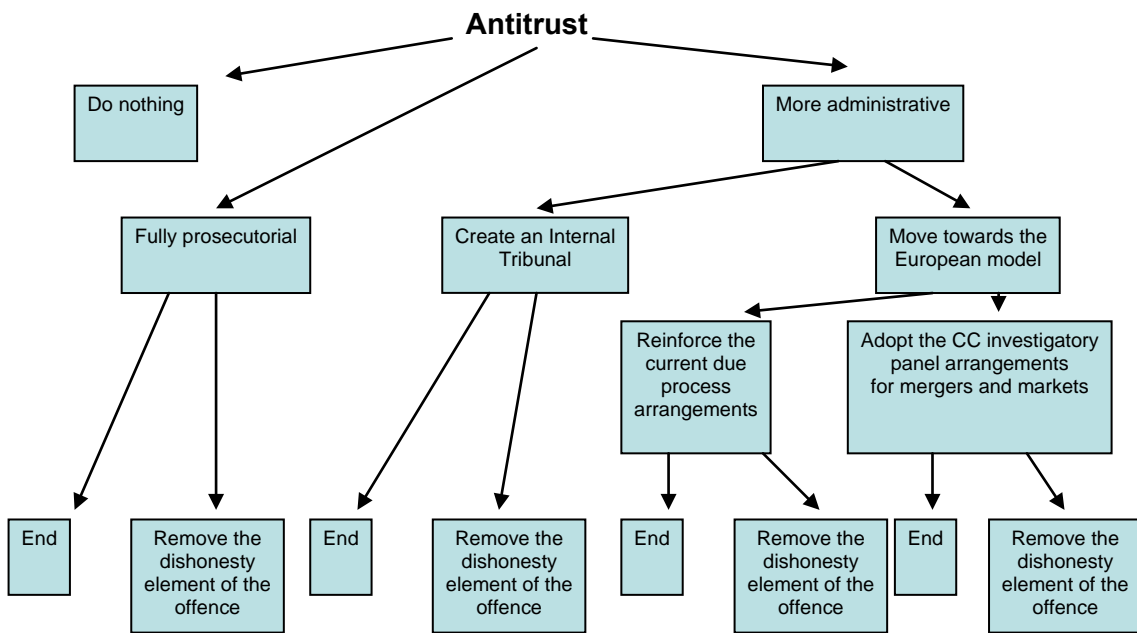 Antitrust
Do nothing
More administrative
Fully prosecutorial
Create an Internal
Tribunal
Move towards the
European model
Reinforce the
current due
process
arrangements
Adopt the CC investigatory
panel arrangements
for mergers and markets
End
Remove the
dishonesty
element of the
offence
End
Remove the
dishonesty
element of the
offence
End
Remove the
dishonesty
element of the
offence
End
Remove the
dishonesty
element of the
offence